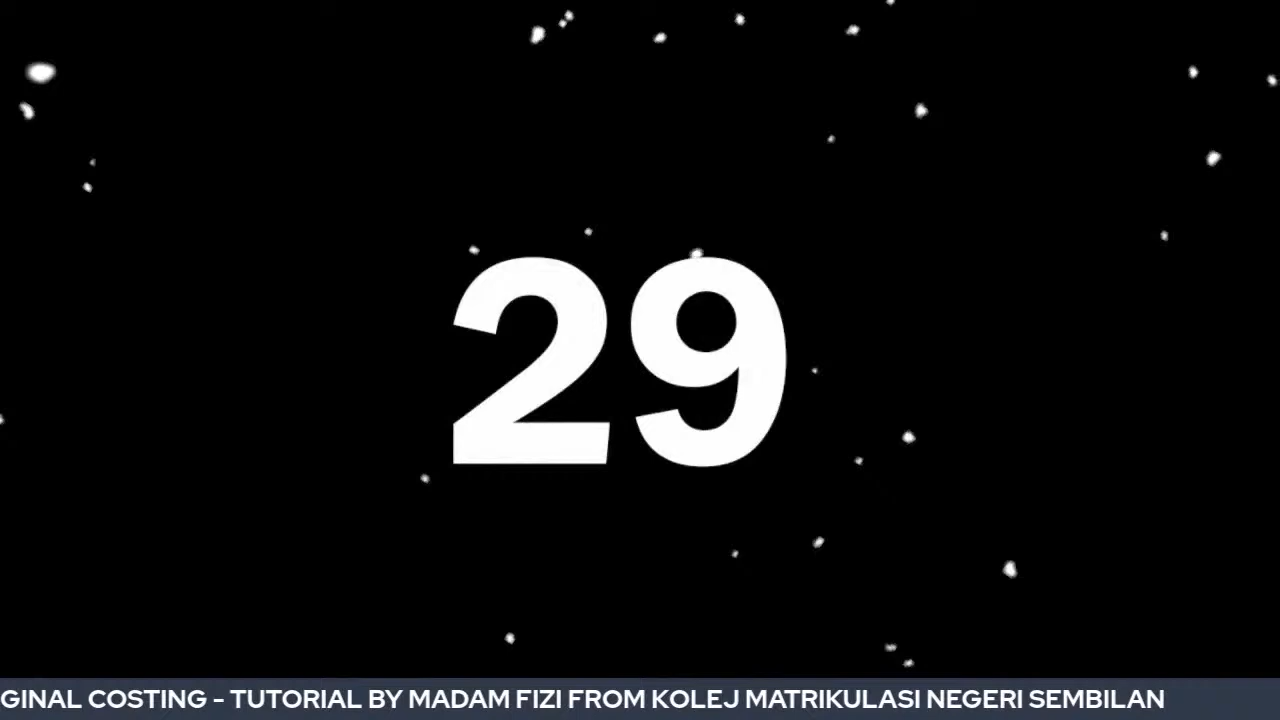 29
GINAL COSTING - TUTORIAL BY MADAM FIZI FROM KOLEJ MATRIKULASI NEGERI SEMBILAN